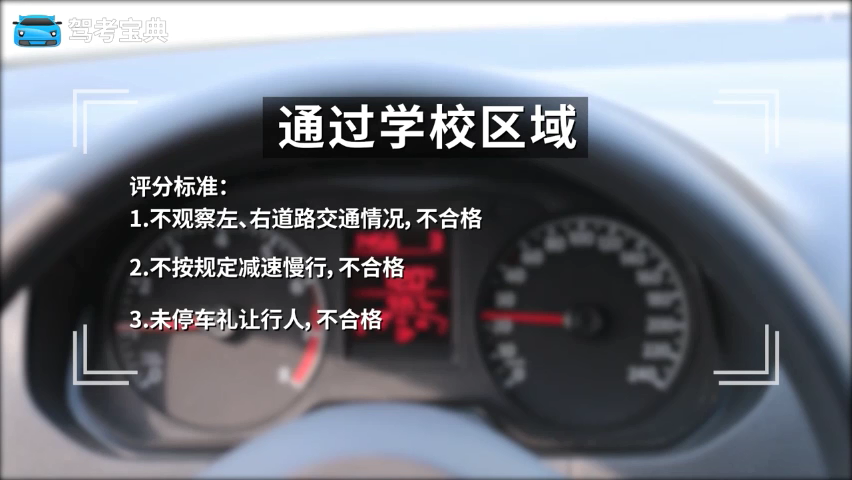 驾考宝典
通过学校区域
评分标准：
1.不观察左、右道路交通情况，不合格
2.不按规定减速慢行，不合格
3.未停车礼让行人，不合格